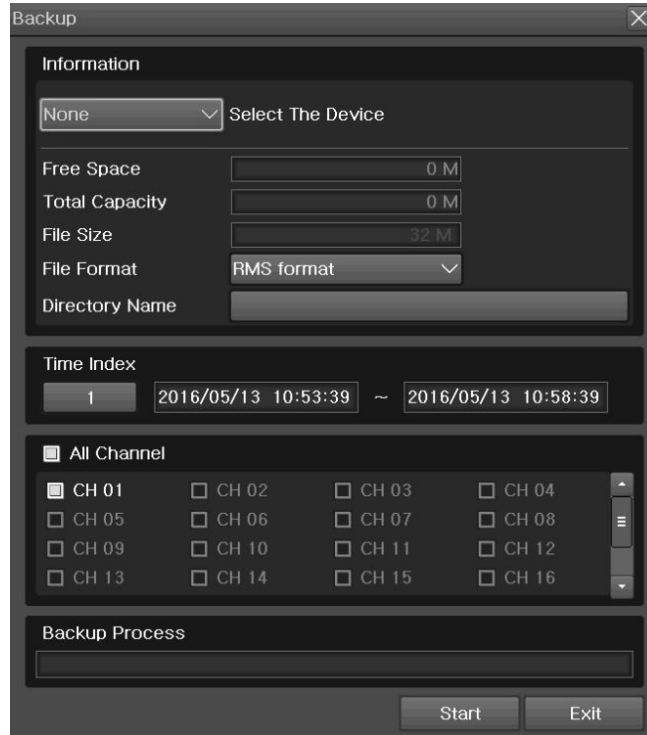 Backup
Information
None Select The Device
Free Space 0 M
Total Capacity 0 M
File Size 32 M
File Format RMS format
Directory Name
Time Index
1 2016/05/13 10:53:39 ~ 2016/05/13 10:58:39
All Channel
CH 01 CH 02 CH 03 CH 04
CH 05 CH 06 CH 07 CH 08
CH 09 CH 10 CH 11 CH 12
CH 13 CH 14 CH 15 CH 16
Backup Process
Start Exit